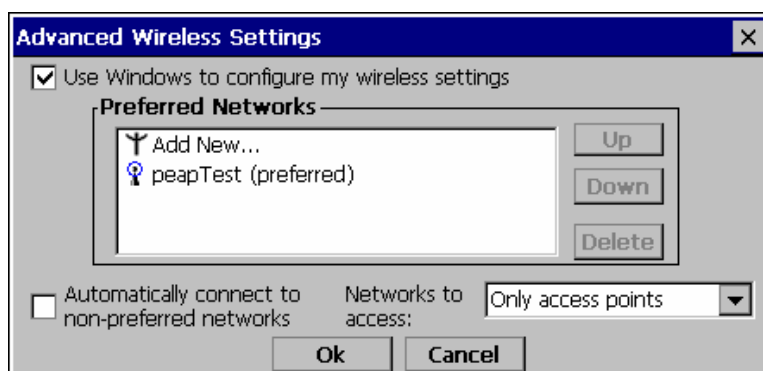 Advanced Wireless Settings
Use Windows to configure my wireless settings
Preferred Networks
Add New...
peapTest (preferred)
Up
Down
Delete
Automatically connect to
non-preferred networks
Networks to
access:
Only access points
Ok
Cancel